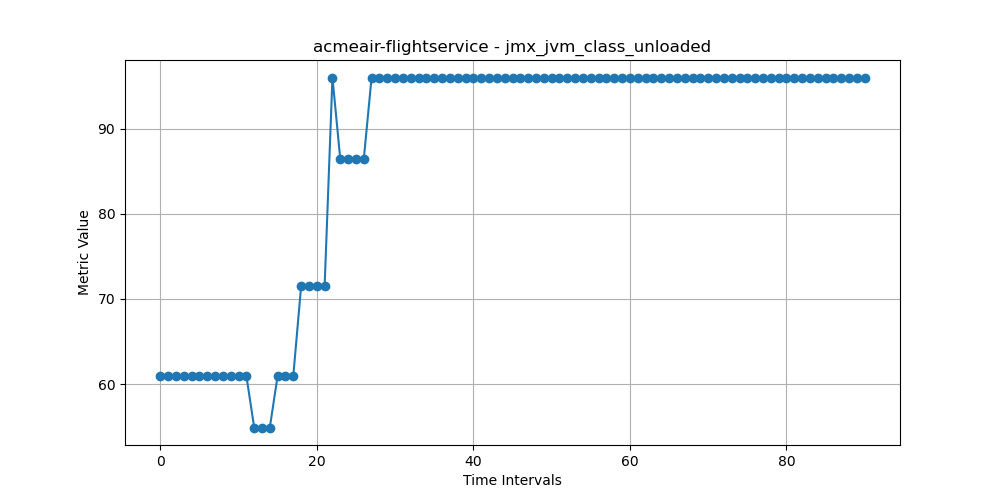 acmeair-flightservice - jmx_jvm_class_unloaded
Metric Value
90
80
70
60
0 20 40 60 80
Time Intervals